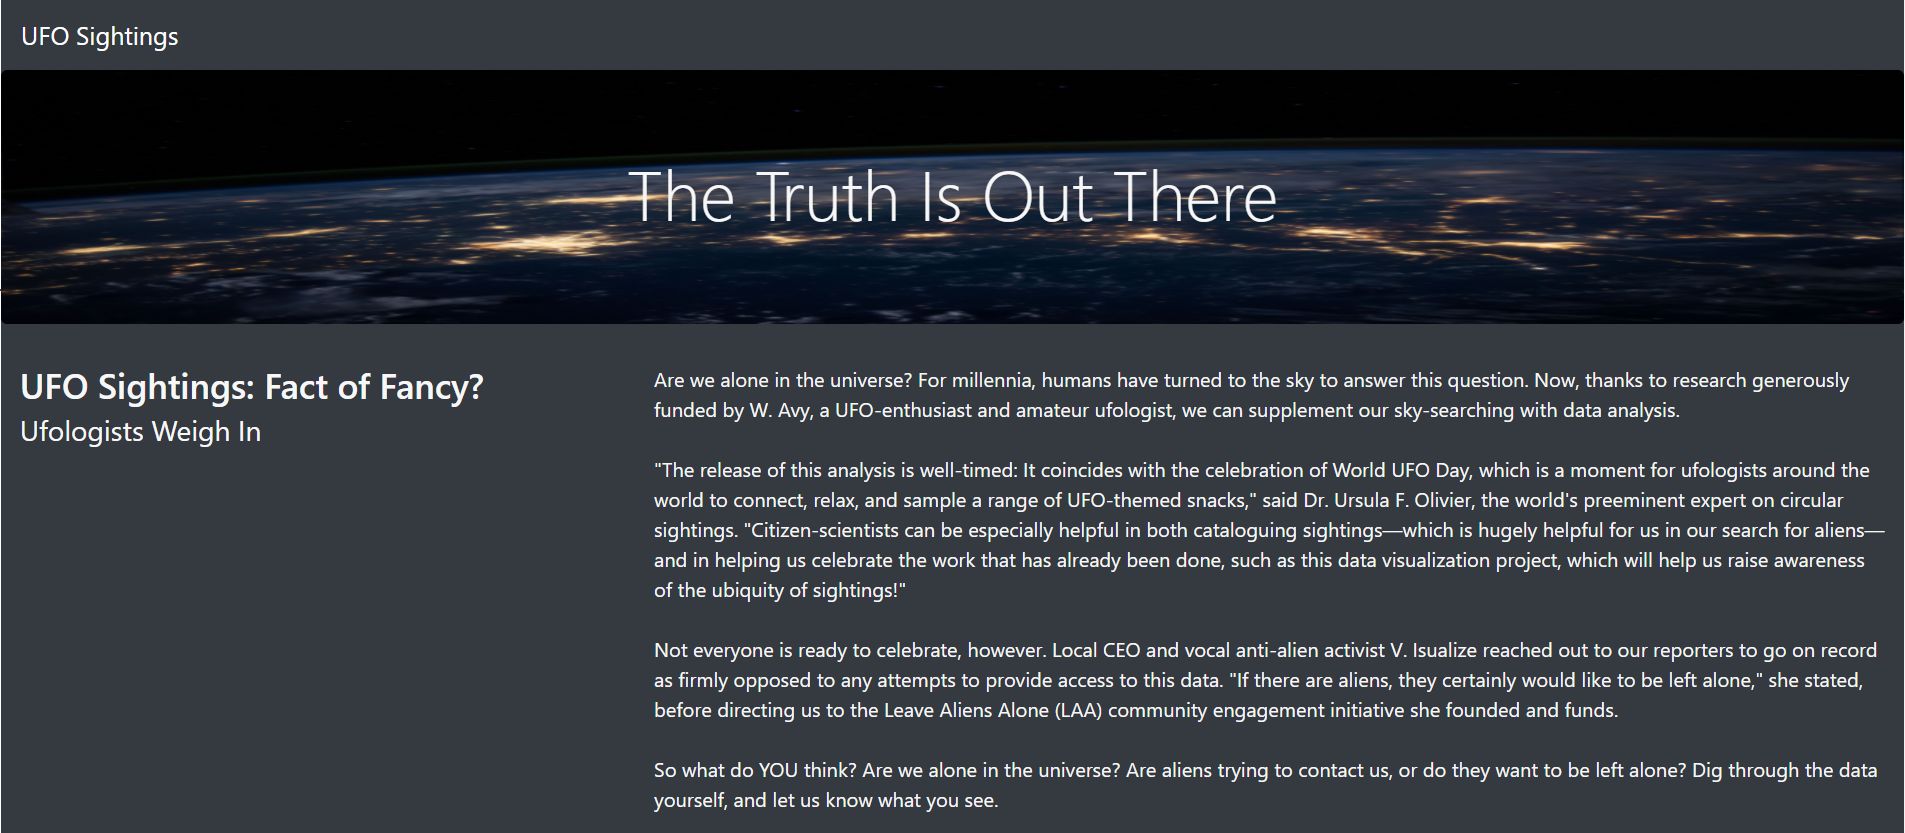 UFO Sightings
The Truth Is Out There
UFO Sightings: Fact of Fancy?
Ufologists Weigh In
Are we alone in the universe? For millennia, humans have turned to the sky to answer this question. Now, thanks to research generously
funded by W. Avy, a UFO-enthusiast and amateur ufologist, we can supplement our sky-searching with data analysis.
"The release of this analysis is well-timed: It coincides with the celebration of World UFO Day, which is a moment for ufologists around the
world to connect, relax, and sample a range of UFO-themed snacks," said Dr. Ursula F. Olivier, the world's preeminent expert on circular
sightings. "Citizen-scientists can be especially helpful in both cataloguing sightings—which is hugely helpful for us in our search for aliens—
and in helping us celebrate the work that has already been done, such as this data visualization project, which will help us raise awareness
of the ubiquity of sightings!"
Not everyone is ready to celebrate, however. Local CEO and vocal anti-alien activist V. Isualize reached out to our reporters to go on record
as firmly opposed to any attempts to provide access to this data. "If there are aliens, they certainly would like to be left alone," she stated,
before directing us to the Leave Aliens Alone (LAA) community engagement initiative she founded and funds.
So what do YOU think? Are we alone in the universe? Are aliens trying to contact us, or do they want to be left alone? Dig through the data
yourself, and let us know what you see.